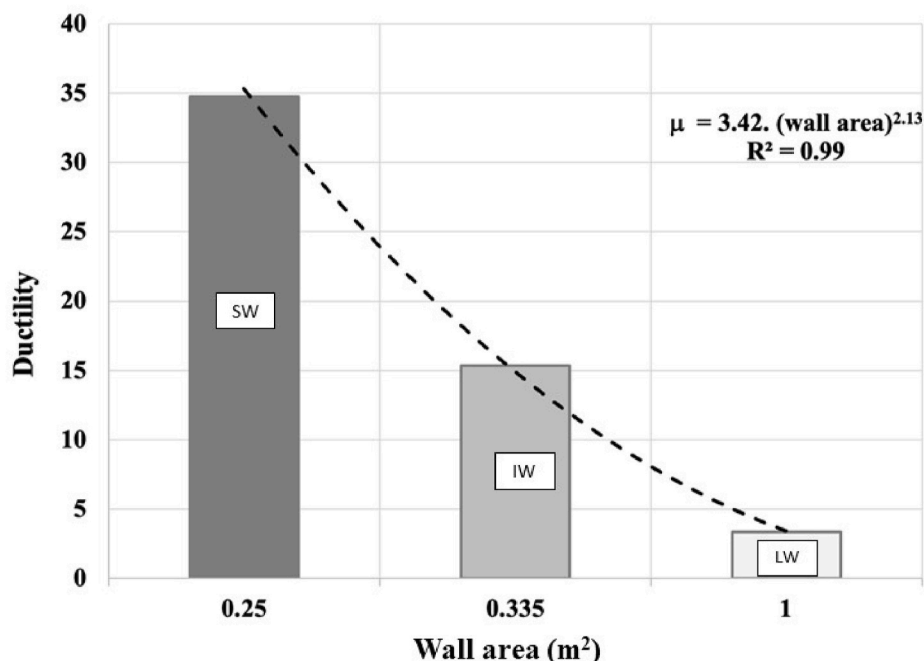 40
35
30
25
20
15
10
5
0
Ductility
μ = 3.42. (wall area)^2.13
R² = 0.99
SW
IW
LW
0.25 0.335 1
Wall area (m²)